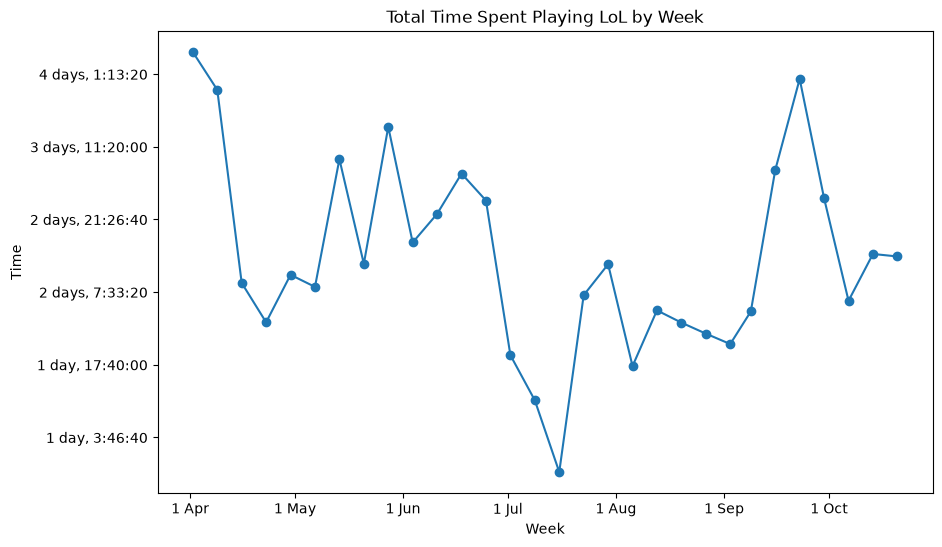 Total Time Spent Playing LoL by Week
4 days, 1:13:20
3 days, 11:20:00
2 days, 21:26:40
2 days, 7:33:20
1 day, 17:40:00
1 day, 3:46:40
Time
1 Apr
1 May
1 Jun
1 Jul
1 Aug
1 Sep
1 Oct
Week